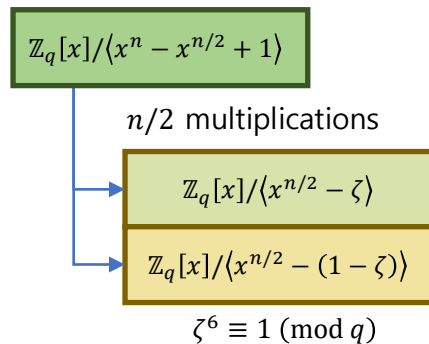 ℤ_q[x]/⟨x^n − x^{n/2} + 1⟩
n/2 multiplications
ℤ_q[x]/⟨x^{n/2} − ζ⟩
ℤ_q[x]/⟨x^{n/2} − (1 − ζ)⟩
ζ^6 ≡ 1 (mod q)